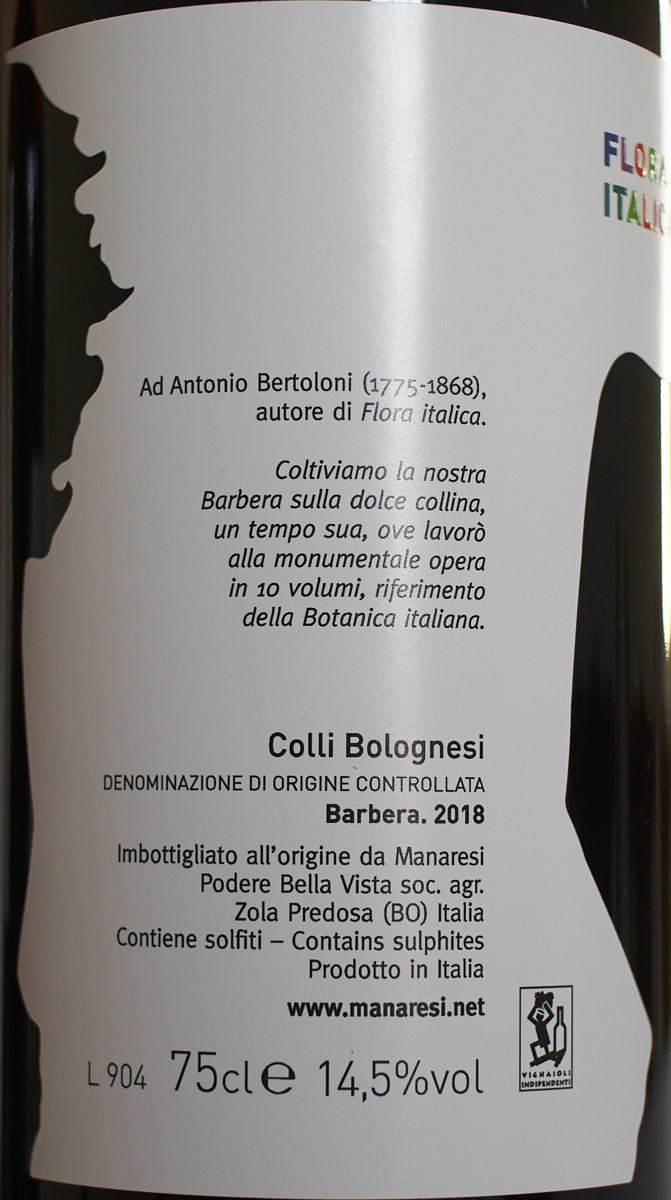 FLORA
ITALIC
Ad Antonio Bertoloni (1775-1868),
autore di Flora italica.
Coltiviamo la nostra
Barbera sulla dolce collina,
un tempo sua, ove lavorò
alla monumentale opera
in 10 volumi, riferimento
della Botanica italiana.
Colli Bolognesi
DENOMINAZIONE DI ORIGINE CONTROLLATA
Barbera. 2018
Imbottigliato all'origine da Manaresi
Podere Bella Vista soc. agr.
Zola Predosa (BO) Italia
Contiene solfiti – Contains sulphites
Prodotto in Italia
www.manaresi.net
L 904 75cl e 14,5%vol
VIGNAIOLI
INDIPENDENTI